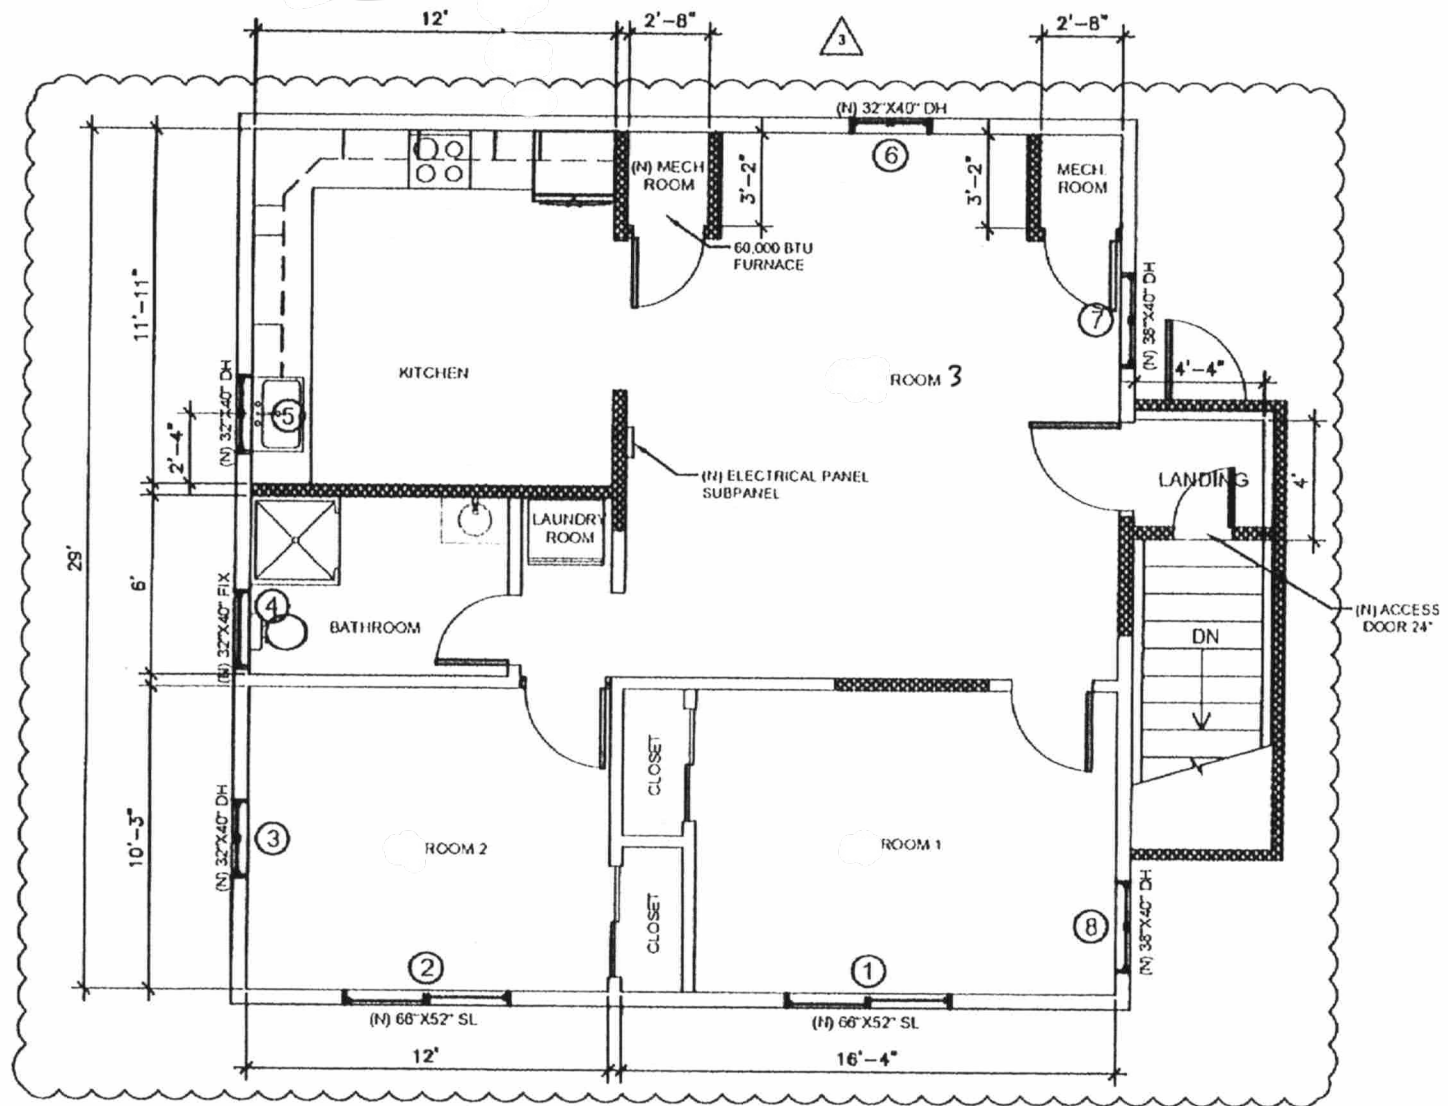 12'
2'-8"
3
2'-8"
(N) 32"X40" DH
6
(N) MECH
ROOM
3'-2"
3'-2"
MECH.
ROOM
60,000 BTU
FURNACE
11'-11"
(N) 38"X40" DH
7
4'-4"
KITCHEN
ROOM 3
(N) 32"X40" DH
5
2'-4"
(N) ELECTRICAL PANEL
SUBPANEL
LANDING
4'
LAUNDRY
ROOM
29'
6'
(N) 32"X40" FIX
4
BATHROOM
(N) ACCESS
DOOR 24"
DN
CLOSET
10'-3"
(N) 32"X40" DH
3
ROOM 2
ROOM 1
CLOSET
8
(N) 38"X40" DH
2
1
(N) 66"X52" SL
(N) 66"X52" SL
12'
16'-4"